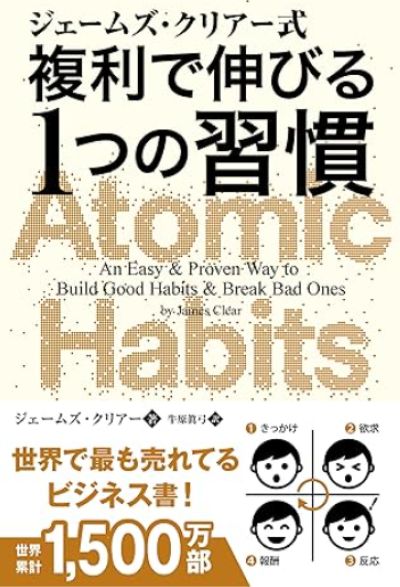 ジェームズ・クリアー式
複利で伸びる
1つの習慣
Atomic
An Easy & Proven Way to
Build Good Habits & Break Bad Ones
by James Clear
Habits
ジェームズ・クリアー 著 牛原眞弓 訳
世界で最も売れてる
ビジネス書!
世界
累計
1,500万部
1 きっかけ
2 欲求
!
4 報酬
3 反応